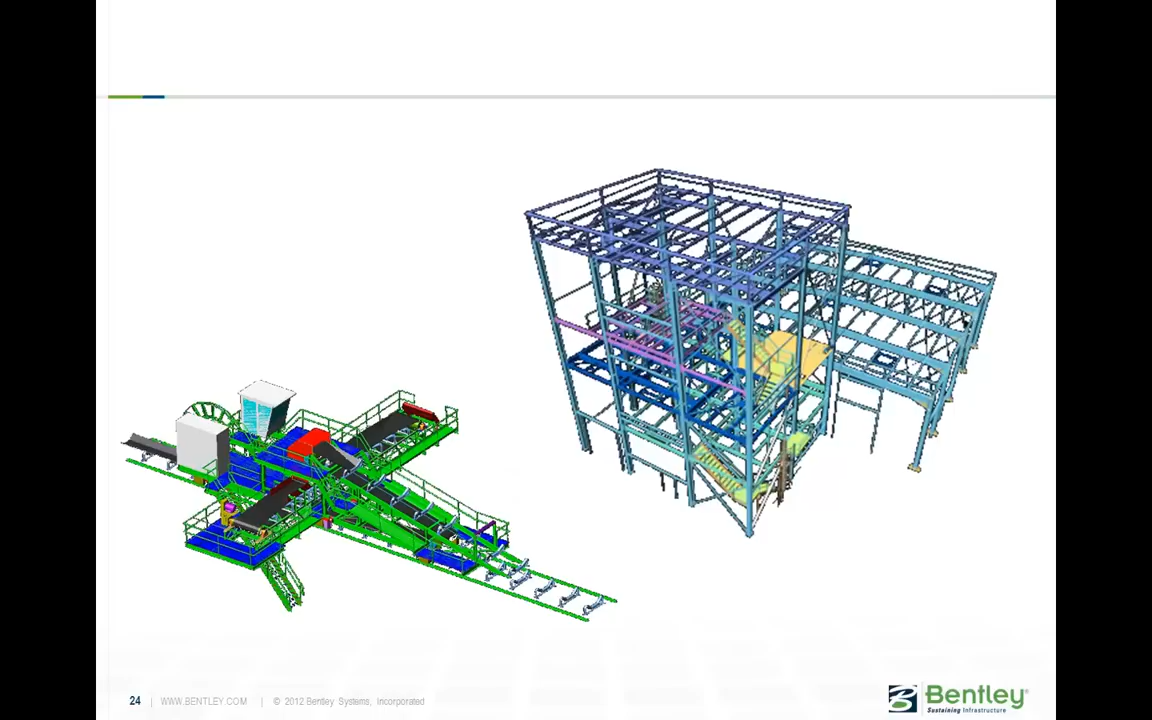 24 | WWW.BENTLEY.COM | © 2012 Bentley Systems, Incorporated
Bentley®
Sustaining Infrastructure